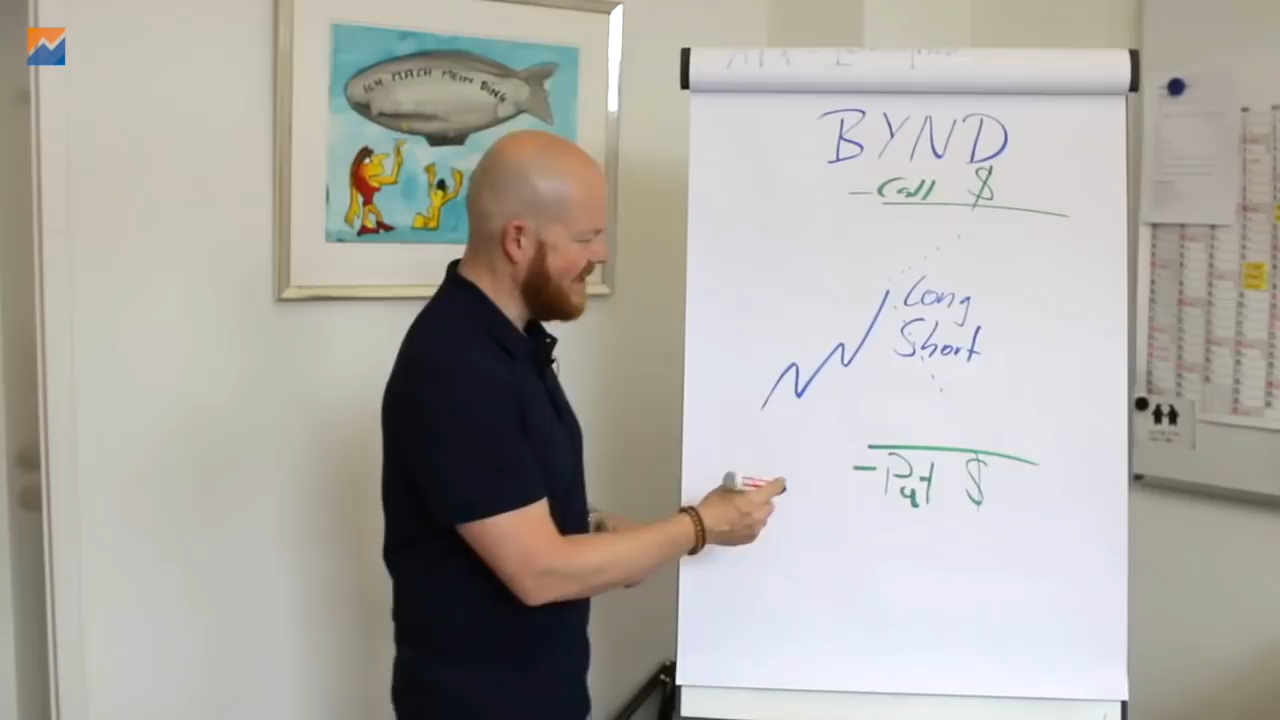 ICH MACH MEIN DING
BYND
- Call $
Long
Short
- Put $